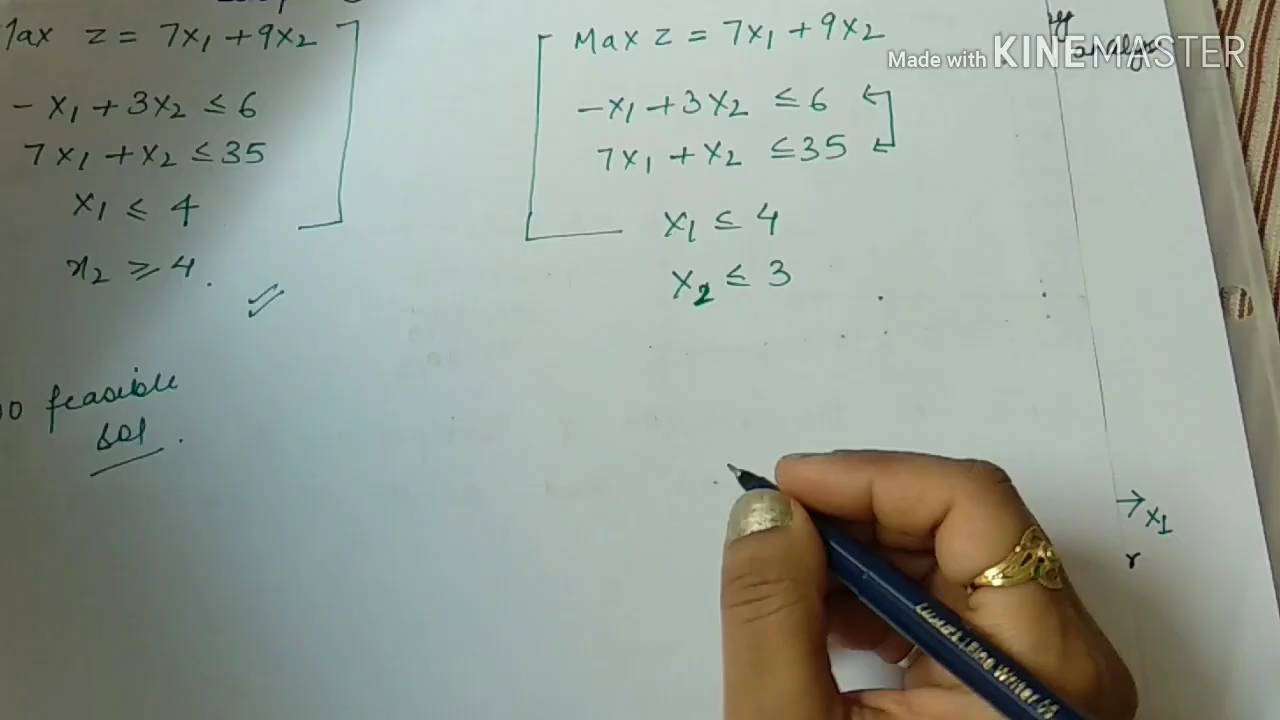 Max z = 7x₁ + 9x₂
-x₁ + 3x₂ ≤ 6
7x₁ + x₂ ≤ 35
x₁ ≤ 4
x₂ ≥ 4.
feasible
sol.
Max z = 7x₁ + 9x₂
-x₁ + 3x₂ ≤ 6
7x₁ + x₂ ≤ 35
x₁ ≤ 4
x₂ ≤ 3
Made with KINEMASTER
x₁
r